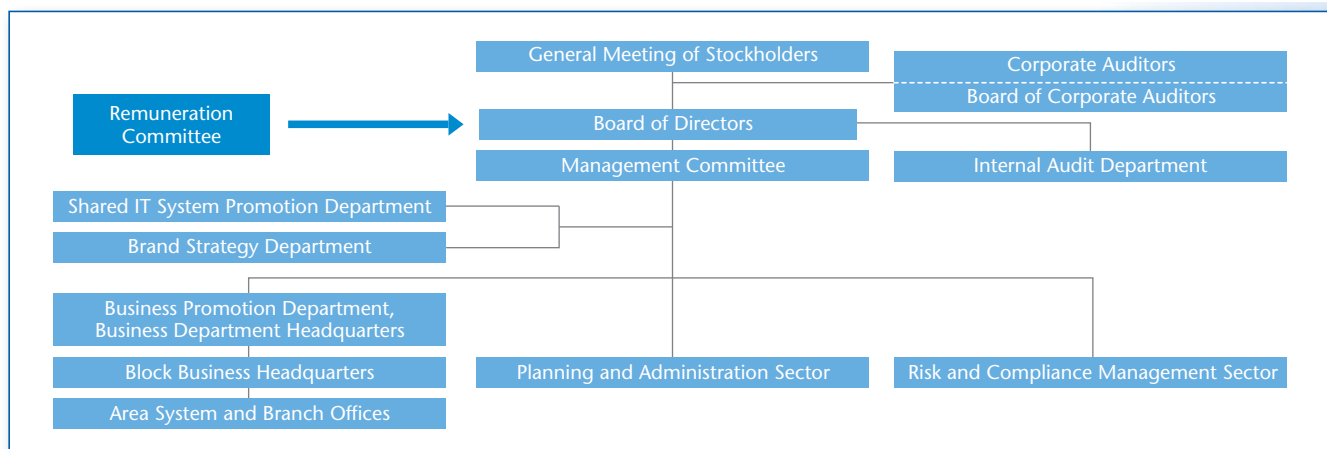 General Meeting of Stockholders
Corporate Auditors
Board of Corporate Auditors
Remuneration
Committee
Board of Directors
Management Committee
Internal Audit Department
Shared IT System Promotion Department
Brand Strategy Department
Business Promotion Department,
Business Department Headquarters
Block Business Headquarters
Planning and Administration Sector
Risk and Compliance Management Sector
Area System and Branch Offices